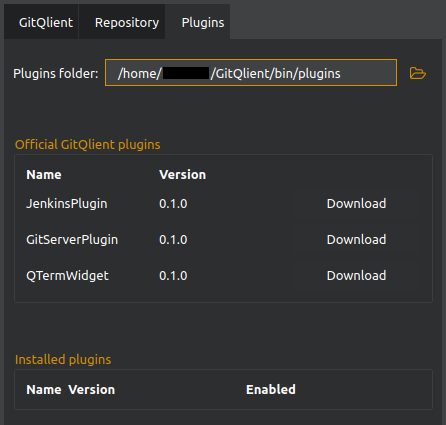 GitQlient Repository Plugins
Plugins folder: /home/ /GitQlient/bin/plugins
Official GitQlient plugins
Name Version
JenkinsPlugin 0.1.0 Download
GitServerPlugin 0.1.0 Download
QTermWidget 0.1.0 Download
Installed plugins
Name Version Enabled